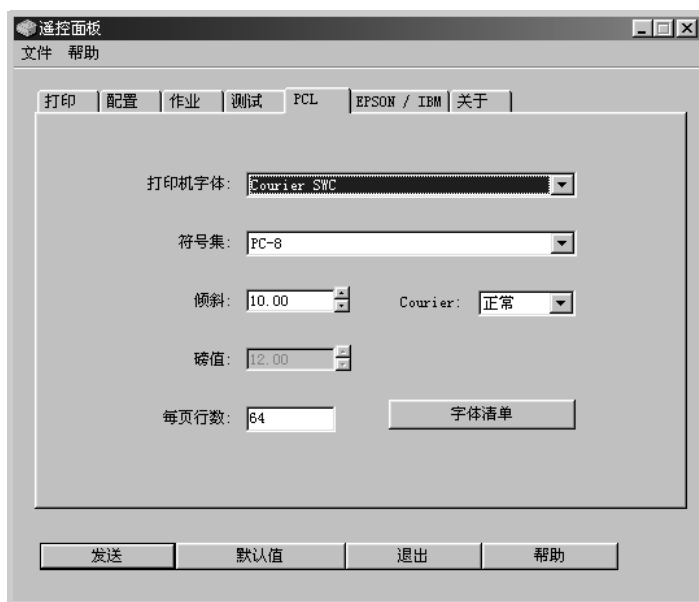 遥控面板
文件 帮助
打印 配置 作业 测试 PCL EPSON / IBM 关于
打印机字体: Courier SWC
符号集: PC-8
倾斜: 10.00 Courier: 正常
磅值: 12.00
每页行数: 64 字体清单
发送 默认值 退出 帮助